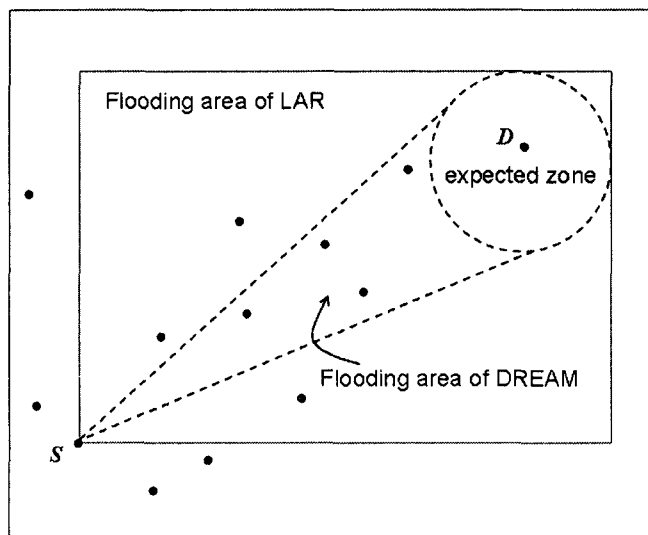 Flooding area of LAR
D
expected zone
Flooding area of DREAM
S